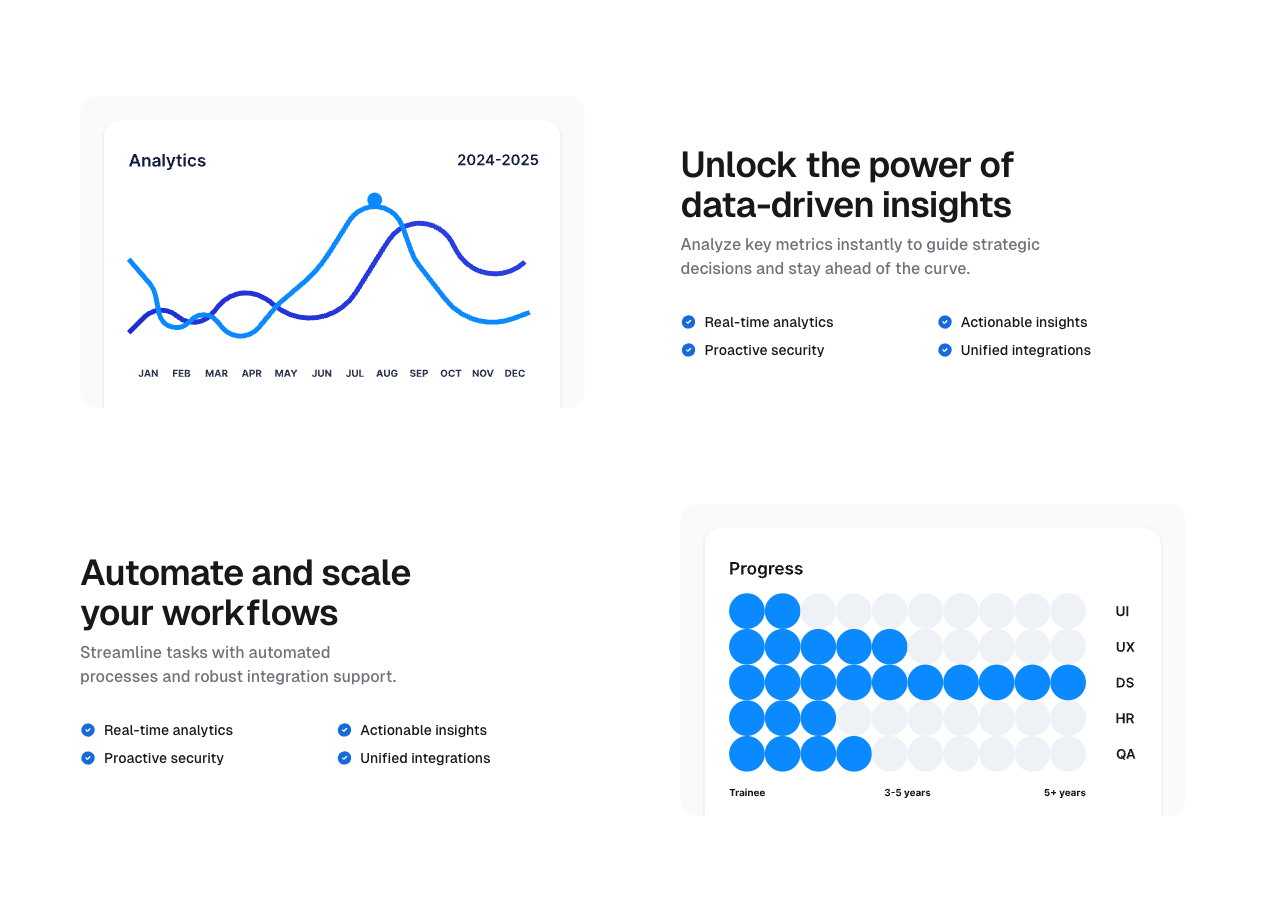 Analytics
2024-2025
JAN FEB MAR APR MAY JUN JUL AUG SEP OCT NOV DEC
Unlock the power of
data-driven insights
Analyze key metrics instantly to guide strategic
decisions and stay ahead of the curve.
Real-time analytics
Actionable insights
Proactive security
Unified integrations
Automate and scale
your workflows
Streamline tasks with automated
processes and robust integration support.
Real-time analytics
Actionable insights
Proactive security
Unified integrations
Progress
UI
UX
DS
HR
QA
Trainee
3-5 years
5+ years